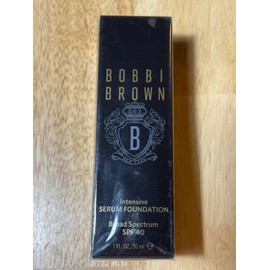 BOBBI
BROWN
B
Intensive
SERUM FOUNDATION
Broad Spectrum
SPF 40
1 FL.OZ./30 ml ℮